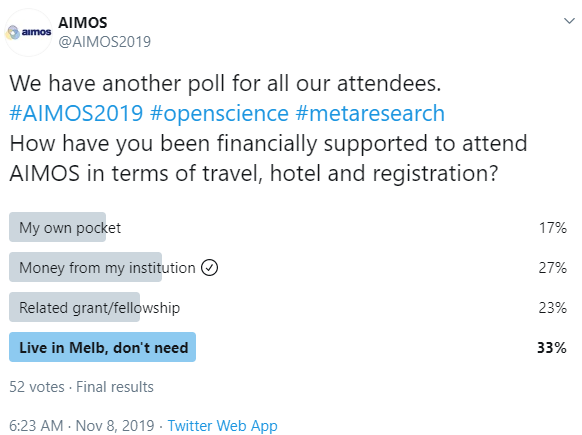 aimos
AIMOS
@AIMOS2019
We have another poll for all our attendees.
#AIMOS2019 #openscience #metaresearch
How have you been financially supported to attend
AIMOS in terms of travel, hotel and registration?
My own pocket 17%
Money from my institution 27%
Related grant/fellowship 23%
Live in Melb, don't need 33%
52 votes · Final results
6:23 AM · Nov 8, 2019 · Twitter Web App